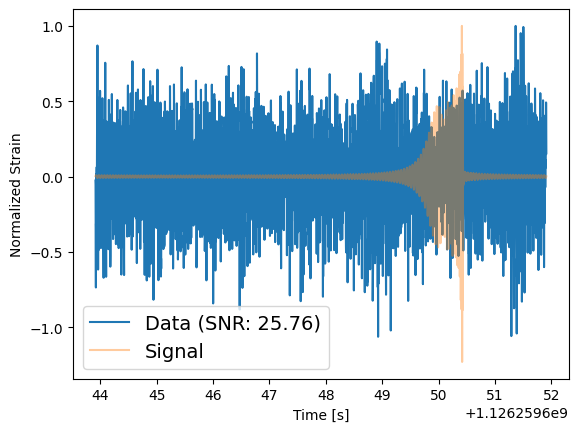 1.0
0.5
0.0
−0.5
−1.0
Normalized Strain
Data (SNR: 25.76)
Signal
44 45 46 47 48 49 50 51 52
Time [s]
+1.1262596e9